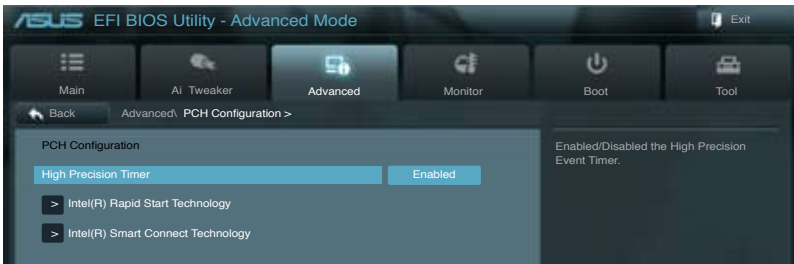 ASUS EFI BIOS Utility - Advanced Mode
Exit
Main
Ai Tweaker
Advanced
Monitor
Boot
Tool
Back
Advanced\ PCH Configuration >
PCH Configuration
High Precision Timer
Enabled
> Intel(R) Rapid Start Technology
> Intel(R) Smart Connect Technology
Enabled/Disabled the High Precision
Event Timer.